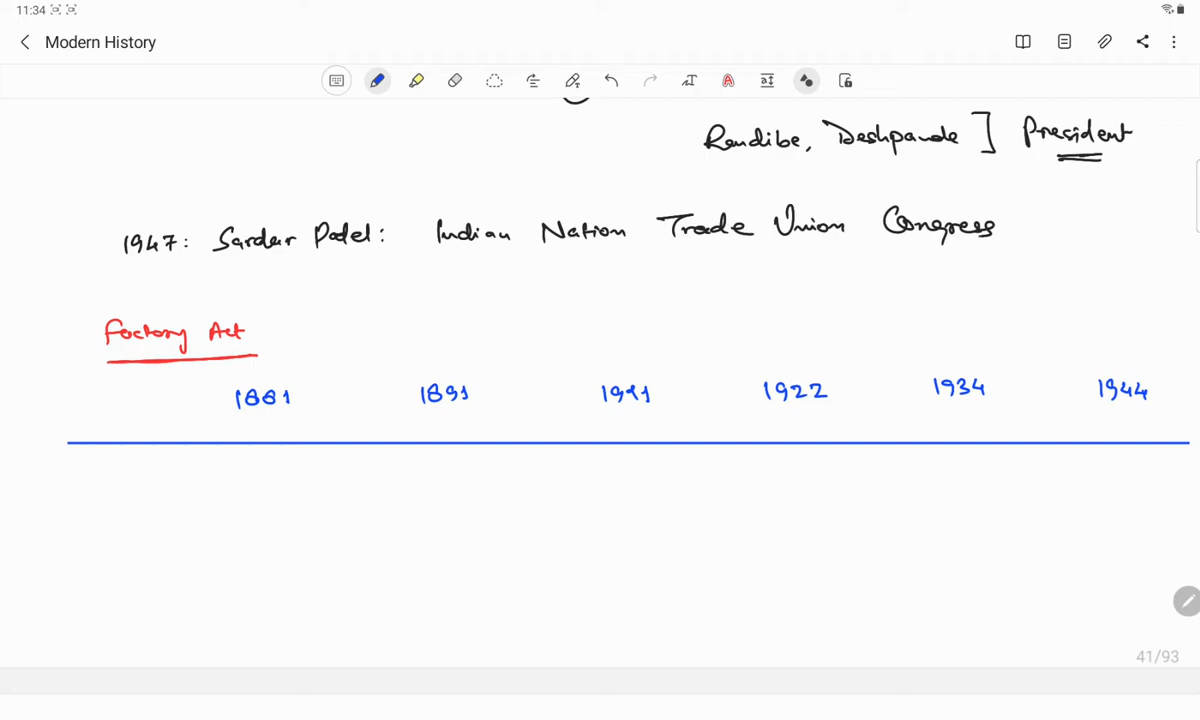 11:34
Modern History
Randibe, Deshpande ] President
1947: Sardar Patel: Indian Nation Trade Union Congress
Factory Act
1881 1891 1911 1922 1934 1944
41/93